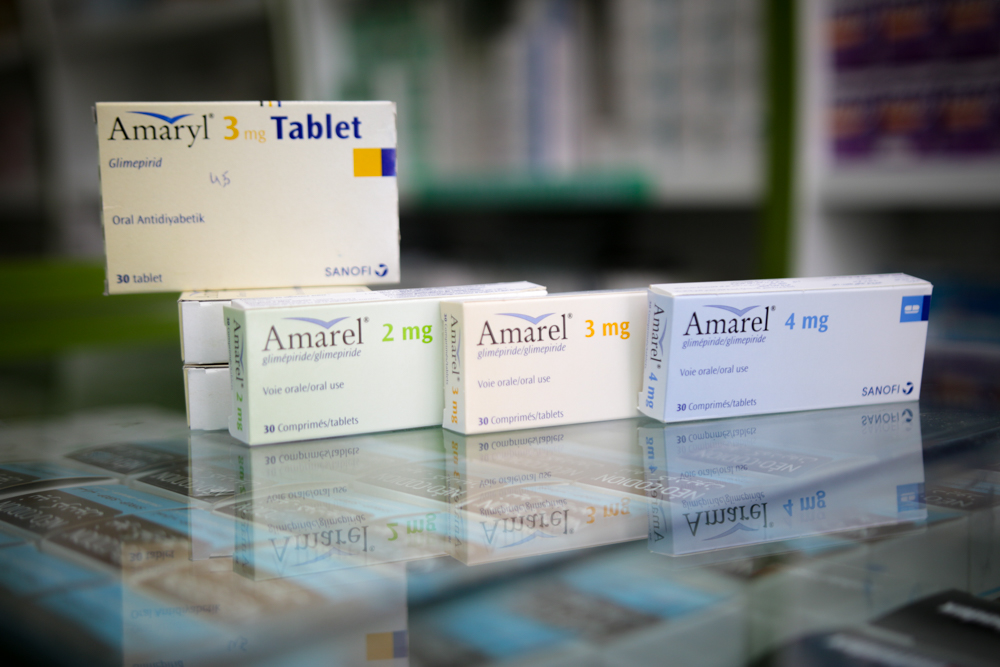 Amaryl® 3 mg Tablet
Glimepirid
45
Oral Antidiyabetik
30 tablet
SANOFI
Amarel® 2 mg
glimépiride/glimepiride
Voie orale/oral use
30 Comprimés/tablets
Amarel® 2 mg
Amarel® 3 mg
glimépiride/glimepiride
Voie orale/oral use
30 Comprimés/tablets
Amarel® 3 mg
Amarel® 4 mg
glimépiride/glimepiride
Voie orale/oral use
30 Comprimés/tablets
SANOFI
Amarel® 4 mg